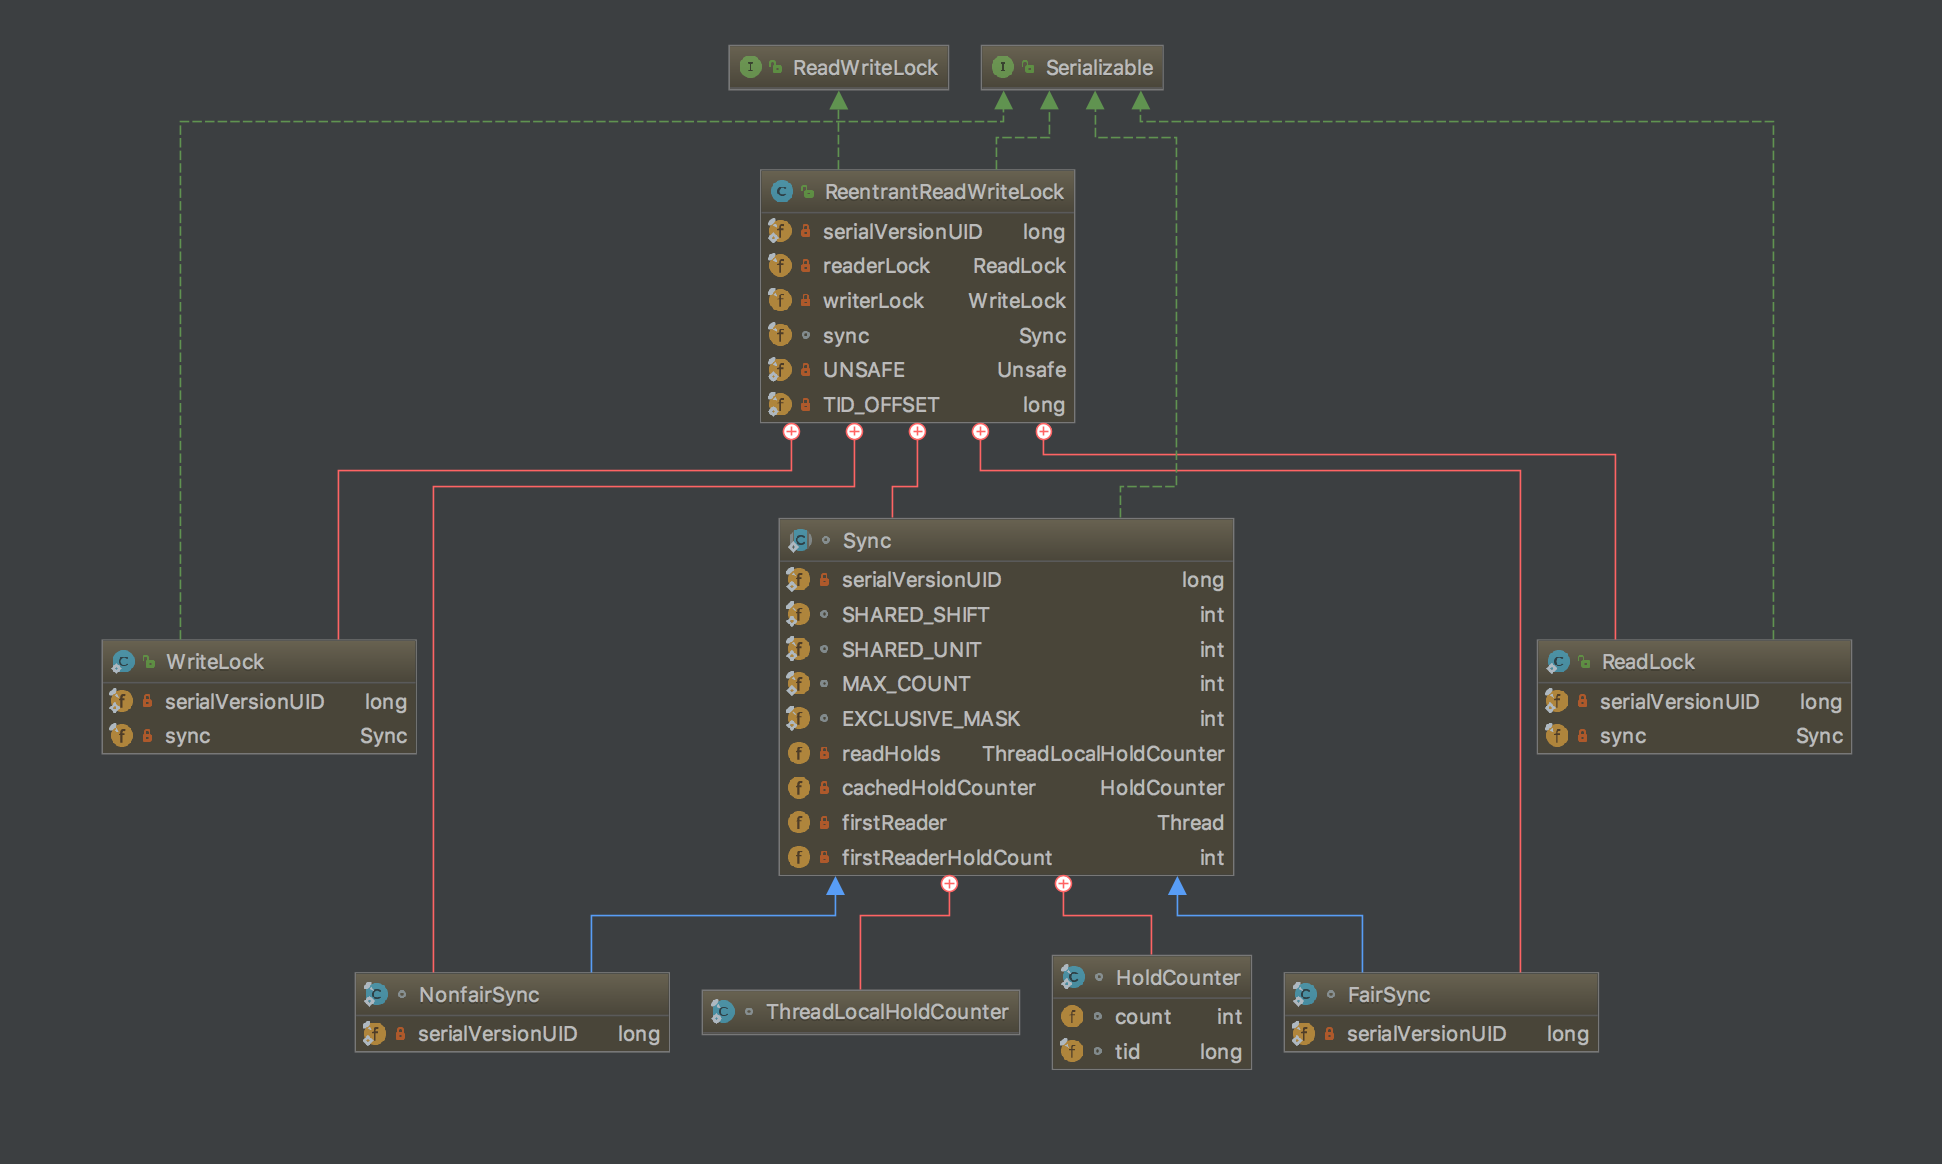 ReadWriteLock
Serializable
ReentrantReadWriteLock
serialVersionUID long
readerLock ReadLock
writerLock WriteLock
sync Sync
UNSAFE Unsafe
TID_OFFSET long
Sync
serialVersionUID long
SHARED_SHIFT int
SHARED_UNIT int
MAX_COUNT int
EXCLUSIVE_MASK int
readHolds ThreadLocalHoldCounter
cachedHoldCounter HoldCounter
firstReader Thread
firstReaderHoldCount int
WriteLock
serialVersionUID long
sync Sync
ReadLock
serialVersionUID long
sync Sync
NonfairSync
serialVersionUID long
ThreadLocalHoldCounter
HoldCounter
count int
tid long
FairSync
serialVersionUID long